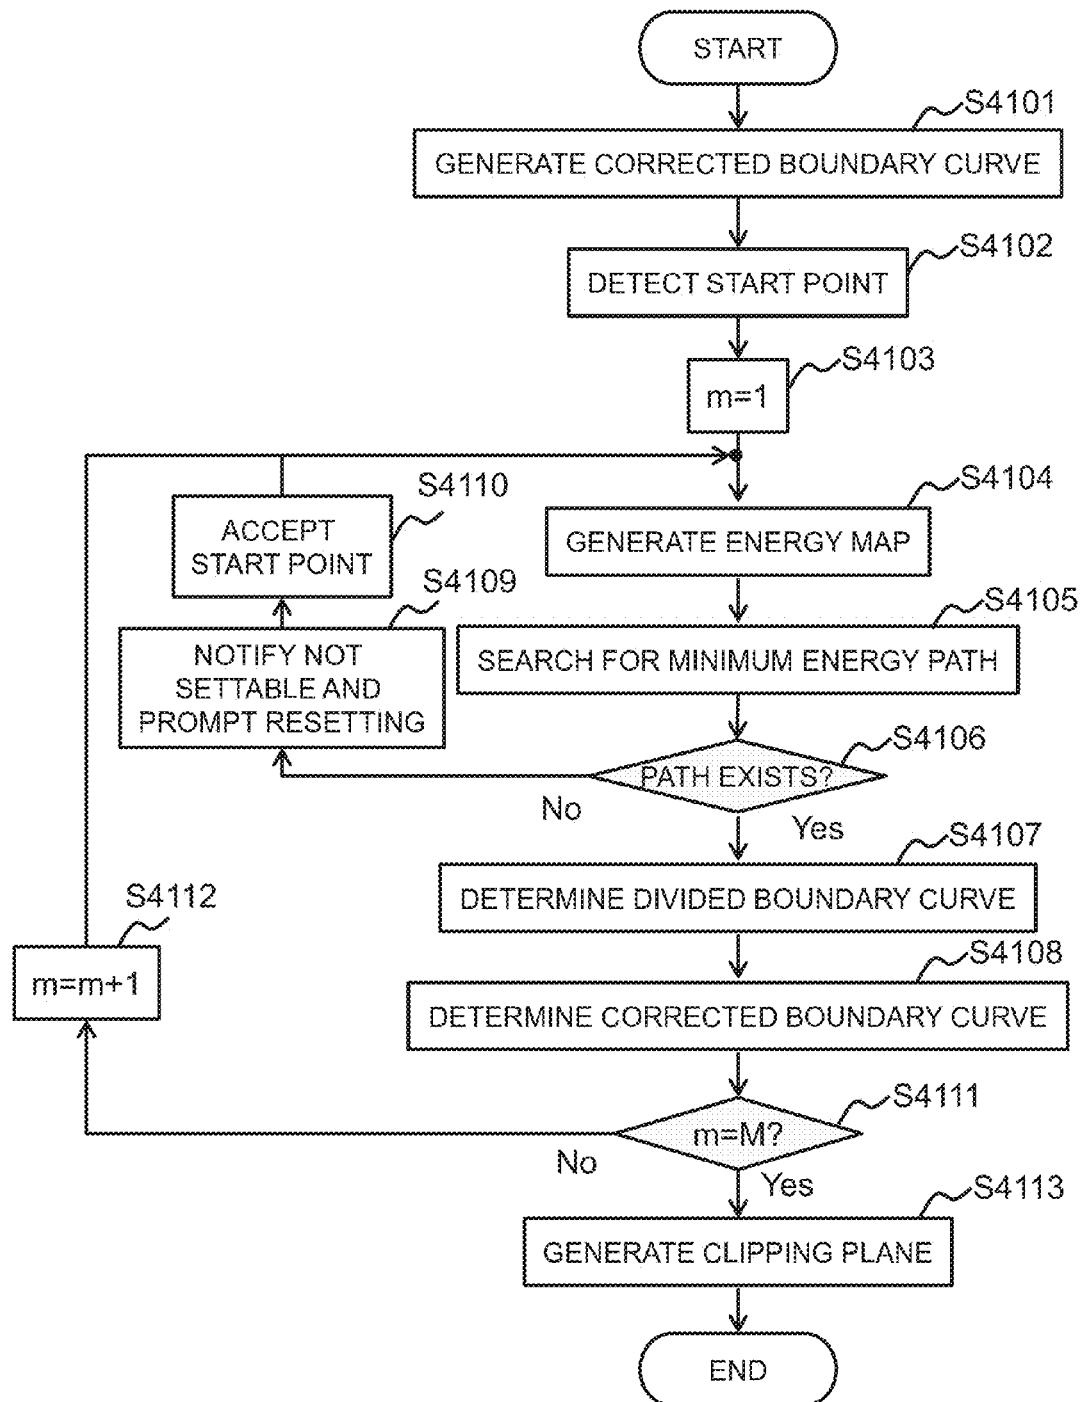 START
S4101
GENERATE CORRECTED BOUNDARY CURVE
S4102
DETECT START POINT
S4103
m=1
S4110
ACCEPT
START POINT
S4104
GENERATE ENERGY MAP
S4109
NOTIFY NOT
SETTABLE AND
PROMPT RESETTING
S4105
SEARCH FOR MINIMUM ENERGY PATH
S4106
PATH EXISTS?
No
Yes
S4107
DETERMINE DIVIDED BOUNDARY CURVE
S4112
m=m+1
S4108
DETERMINE CORRECTED BOUNDARY CURVE
S4111
m=M?
No
Yes
S4113
GENERATE CLIPPING PLANE
END